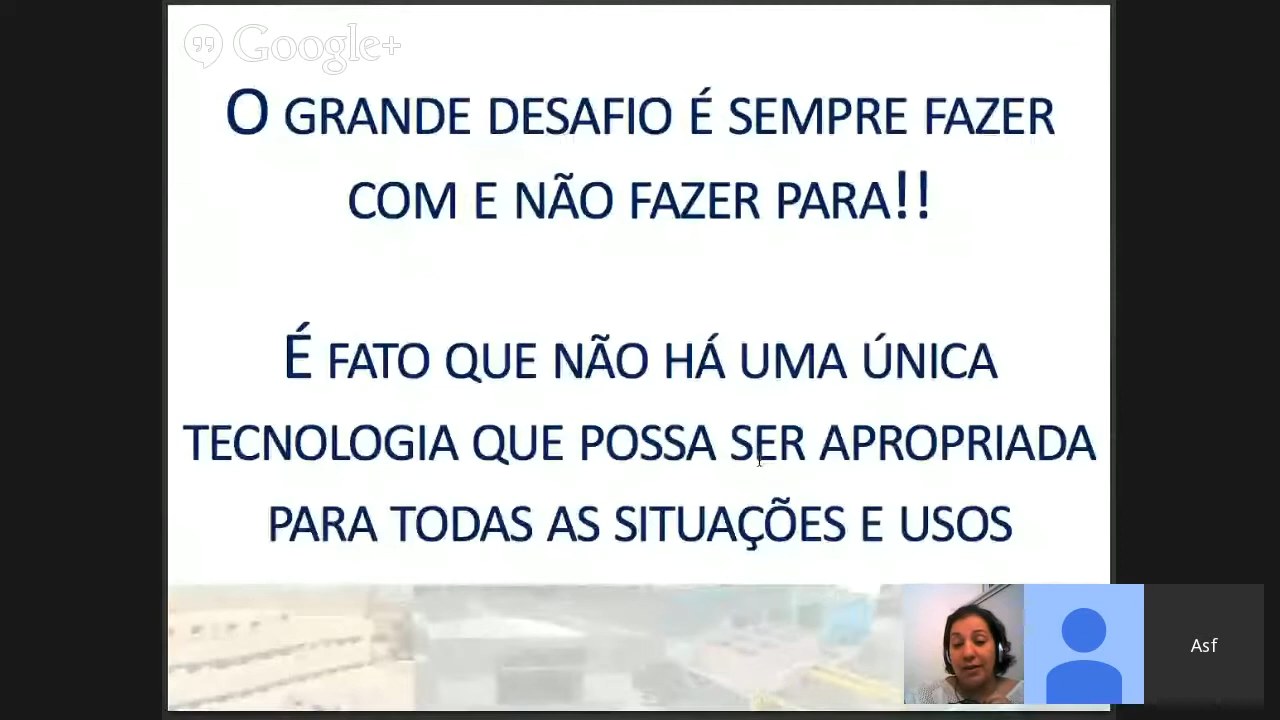 Google+
O GRANDE DESAFIO É SEMPRE FAZER
COM E NÃO FAZER PARA!!
É FATO QUE NÃO HÁ UMA ÚNICA
TECNOLOGIA QUE POSSA SER APROPRIADA
PARA TODAS AS SITUAÇÕES E USOS
Asf